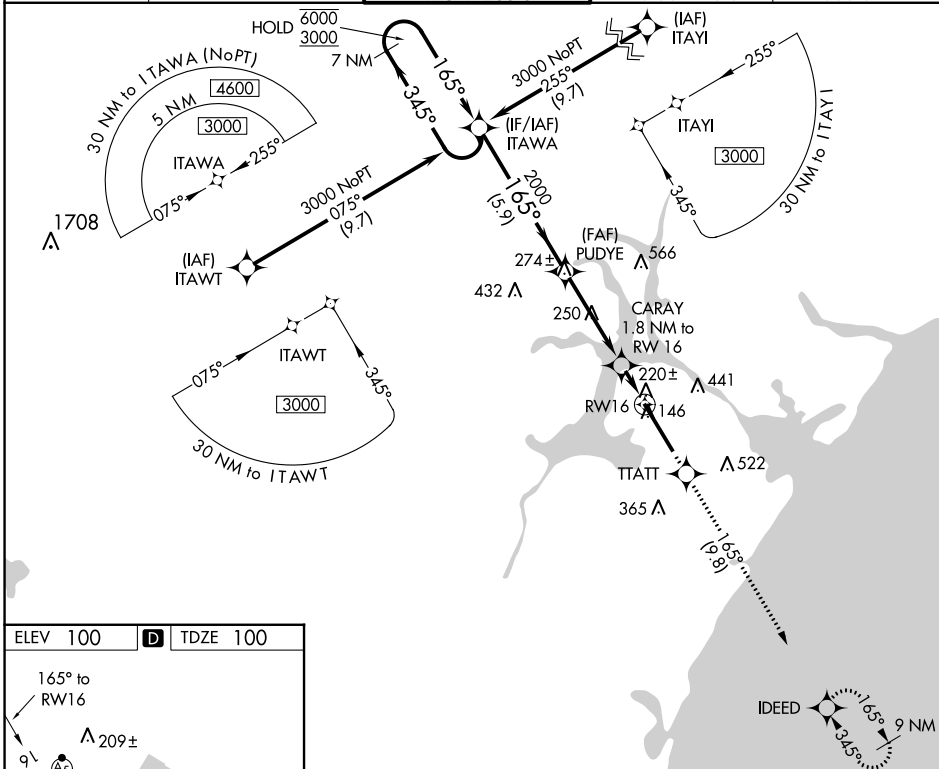 HOLD 6000
3000
7 NM
165°
345°
(IAF)
ITAYI
3000 NoPT
255°
(9.7)
(IF/IAF)
ITAWA
30 NM to ITAWA (NoPT)
4600
5 NM
3000
ITAWA
255°
075°
1708
3000 NoPT
075°
(9.7)
(IAF)
ITAWT
255°
ITAYI
3000
345°
30 NM to ITAYI
2000
165°
(5.9)
(FAF)
PUDYE
274±
566
432
250
CARAY
1.8 NM to
RW 16
220±
441
RW16
146
TTATT
522
365
165°
(9.8)
ITAWT
075°
345°
3000
30 NM to ITAWT
IDEED
165°
345°
9 NM
ELEV 100 D TDZE 100
165° to
RW16
209±
16
A5